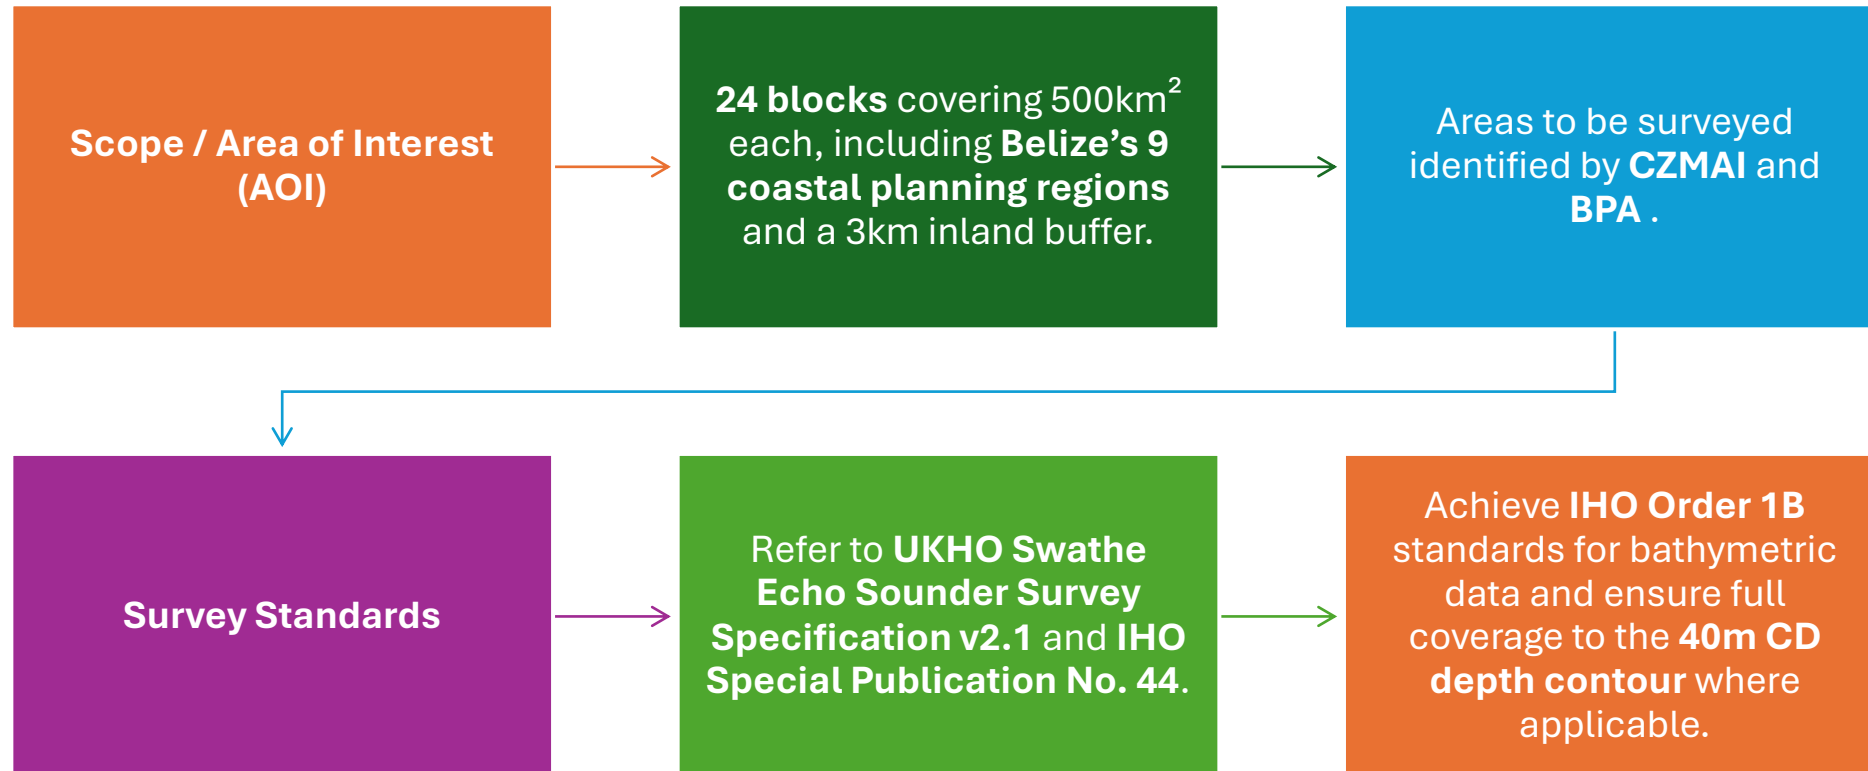 Scope / Area of Interest
(AOI)
24 blocks covering 500km²
each, including Belize’s 9
coastal planning regions
and a 3km inland buffer.
Areas to be surveyed
identified by CZMAI and
BPA .
Survey Standards
Refer to UKHO Swathe
Echo Sounder Survey
Specification v2.1 and IHO
Special Publication No. 44.
Achieve IHO Order 1B
standards for bathymetric
data and ensure full
coverage to the 40m CD
depth contour where
applicable.